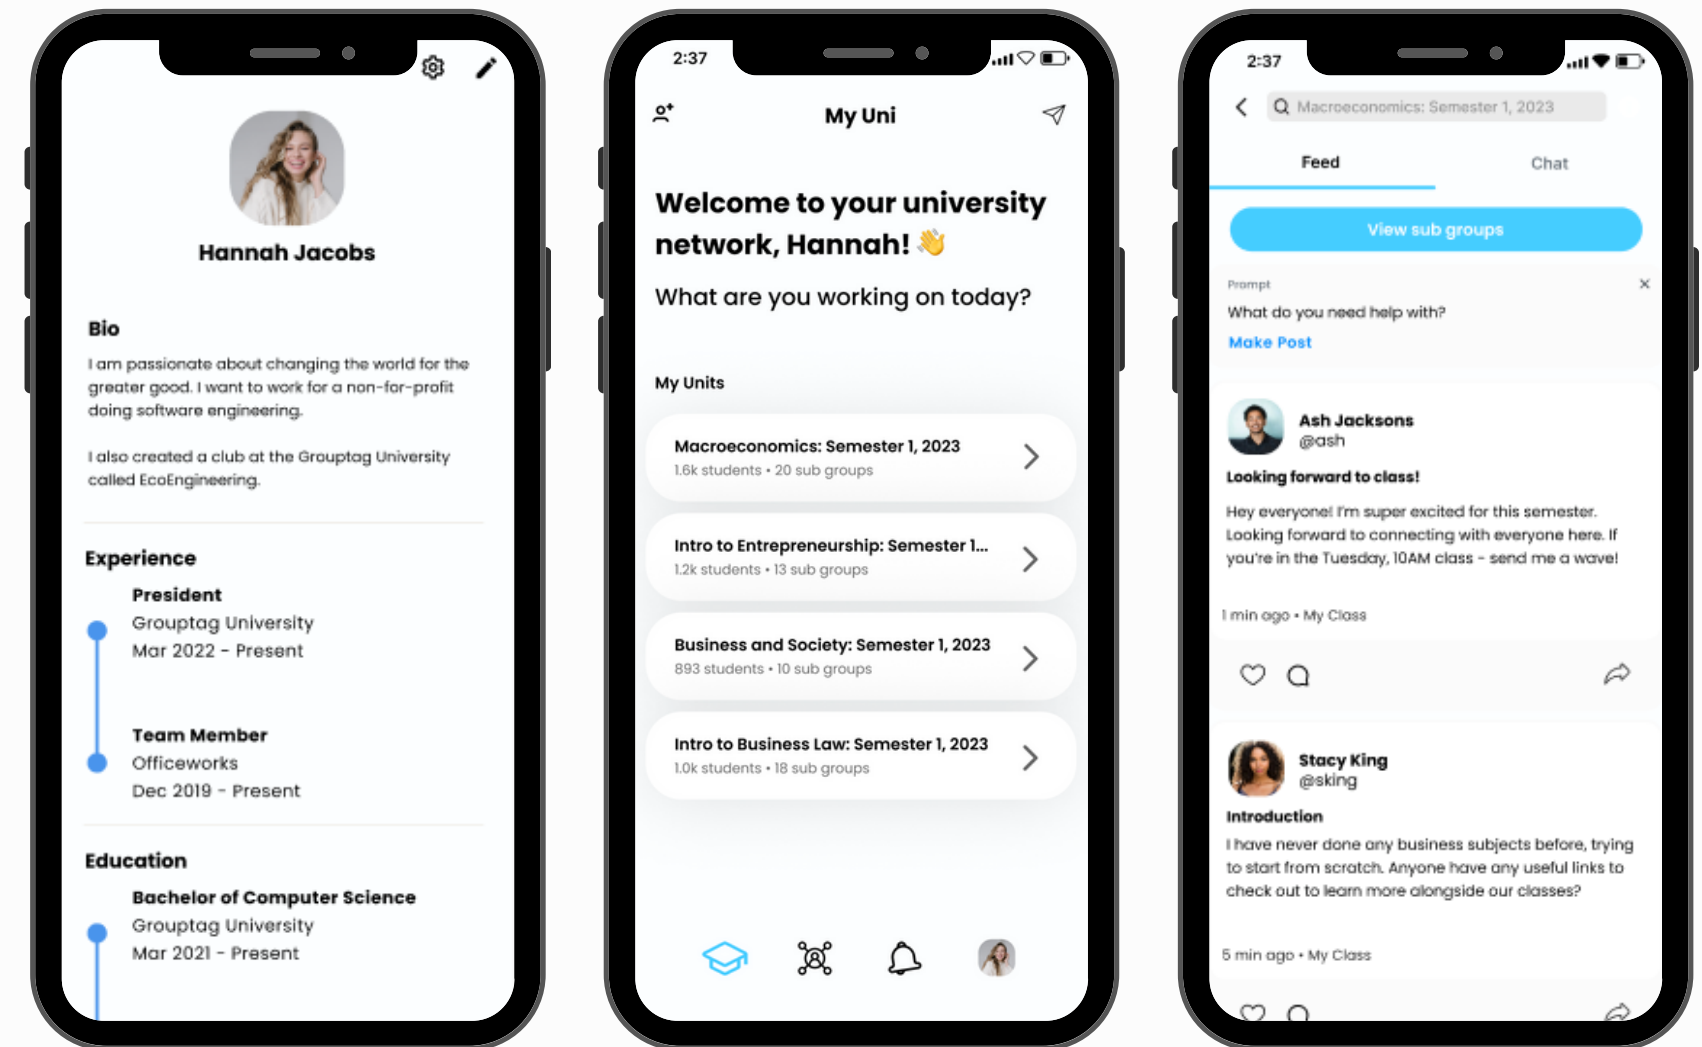 Hannah Jacobs
Bio
I am passionate about changing the world for the
greater good. I want to work for a non-for-profit
doing software engineering.
I also created a club at the Grouptag University
called EcoEngineering.
Experience
President
Grouptag University
Mar 2022 - Present
Team Member
Officeworks
Dec 2019 - Present
Education
Bachelor of Computer Science
Grouptag University
Mar 2021 - Present
2:37
My Uni
Welcome to your university
network, Hannah! 👋
What are you working on today?
My Units
Macroeconomics: Semester 1, 2023
1.6k students • 20 sub groups
Intro to Entrepreneurship: Semester 1...
1.2k students • 13 sub groups
Business and Society: Semester 1, 2023
893 students • 10 sub groups
Intro to Business Law: Semester 1, 2023
1.0k students • 18 sub groups
2:37
Macroeconomics: Semester 1, 2023
Feed
Chat
View sub groups
Prompt
What do you need help with?
Make Post
Ash Jacksons
@ash
Looking forward to class!
Hey everyone! I'm super excited for this semester.
Looking forward to connecting with everyone here. If
you're in the Tuesday, 10AM class - send me a wave!
1 min ago • My Class
Stacy King
@sking
Introduction
I have never done any business subjects before, trying
to start from scratch. Anyone have any useful links to
check out to learn more alongside our classes?
5 min ago • My Class